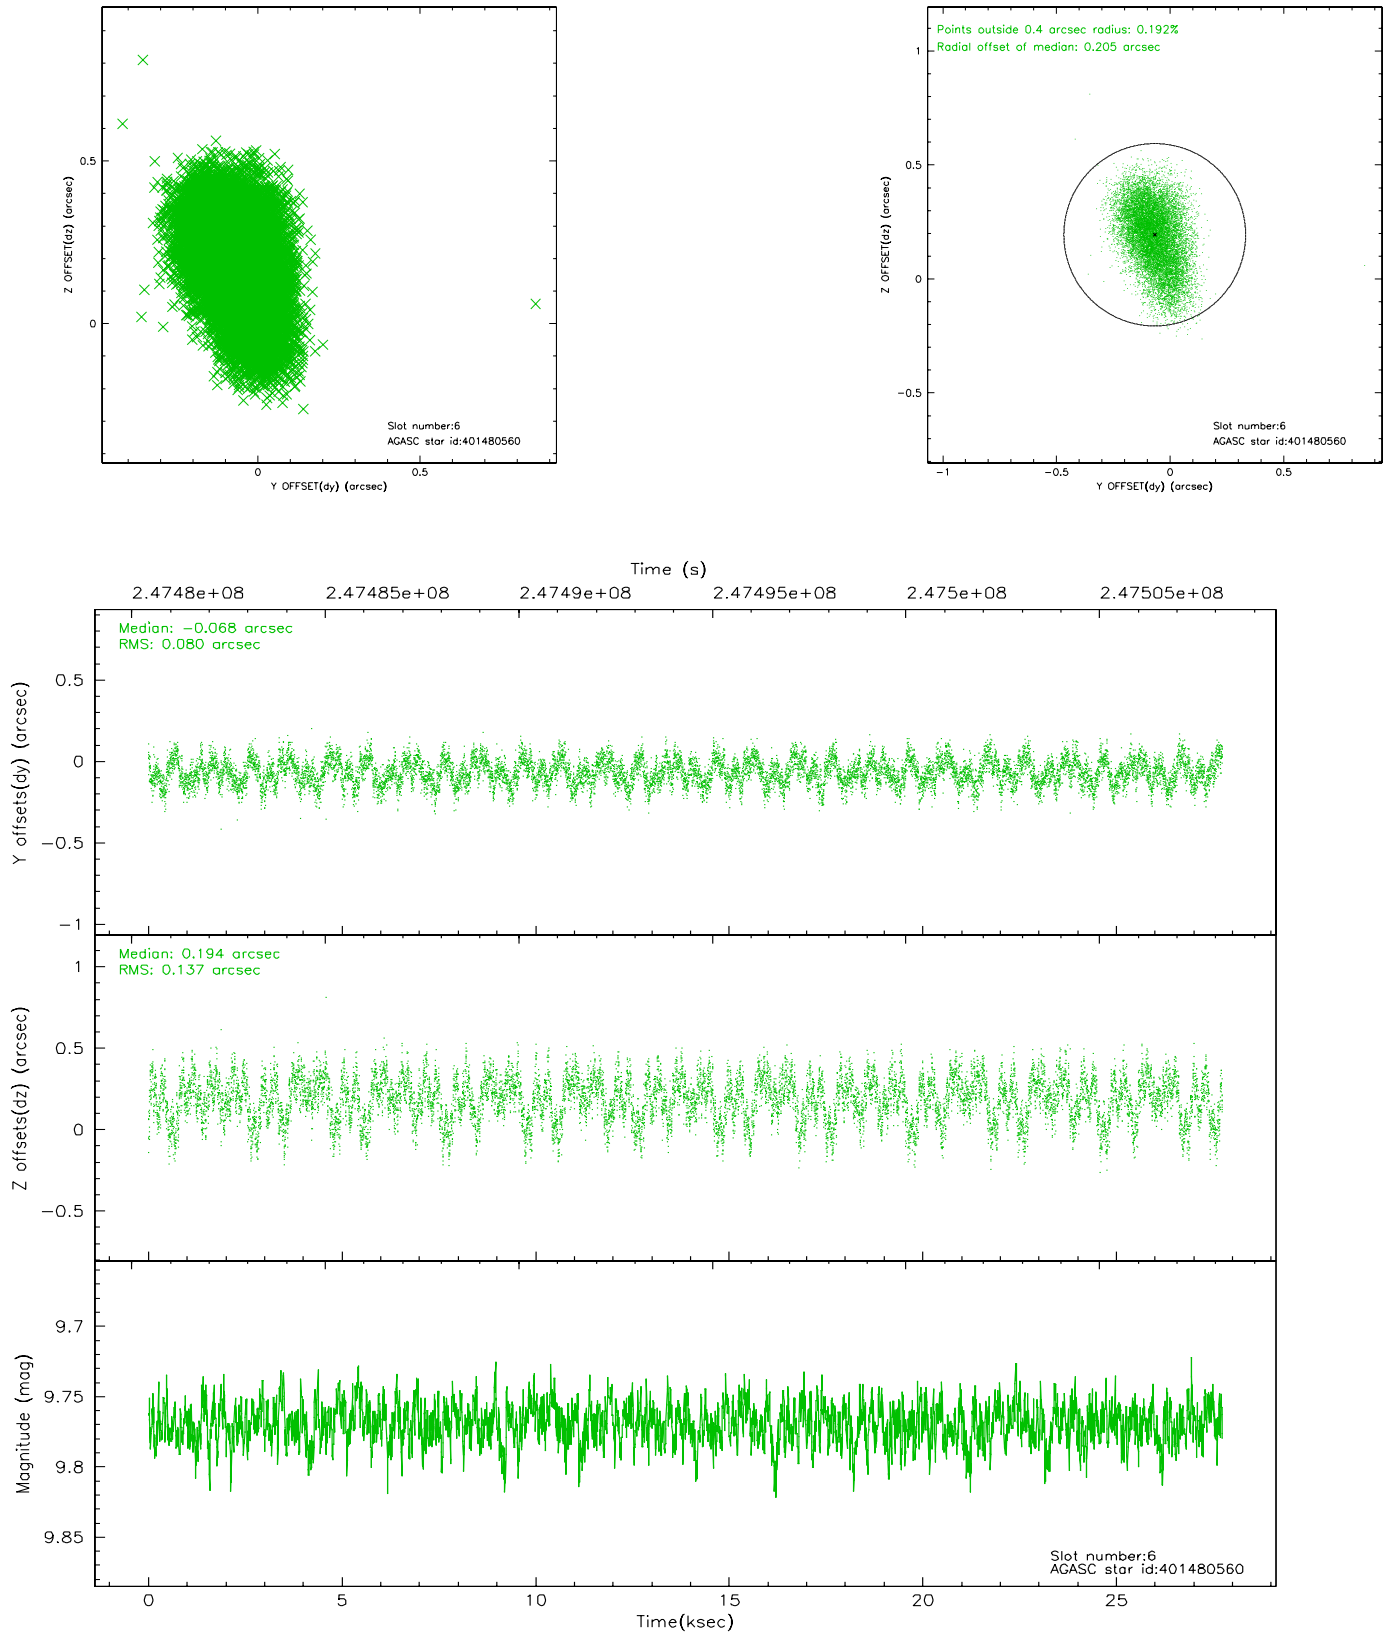 0.5
0
0
0.5
Z OFFSET(dz) (arcsec)
Y OFFSET(dy) (arcsec)
Slot number:6
AGASC star id:401480560
Points outside 0.4 arcsec radius: 0.192%
Radial offset of median: 0.205 arcsec
1
0.5
0
−0.5
−1
−0.5
0
0.5
Z OFFSET(dz) (arcsec)
Y OFFSET(dy) (arcsec)
Slot number:6
AGASC star id:401480560
Time (s)
2.4748e+08
2.47485e+08
2.4749e+08
2.47495e+08
2.475e+08
2.47505e+08
Median: −0.068 arcsec
RMS: 0.080 arcsec
0.5
0
−0.5
−1
Y offsets(dy) (arcsec)
Median: 0.194 arcsec
RMS: 0.137 arcsec
1
0.5
0
−0.5
Z offsets(dz) (arcsec)
9.7
9.75
9.8
9.85
Magnitude (mag)
Slot number:6
AGASC star id:401480560
0
5
10
15
20
25
Time(ksec)